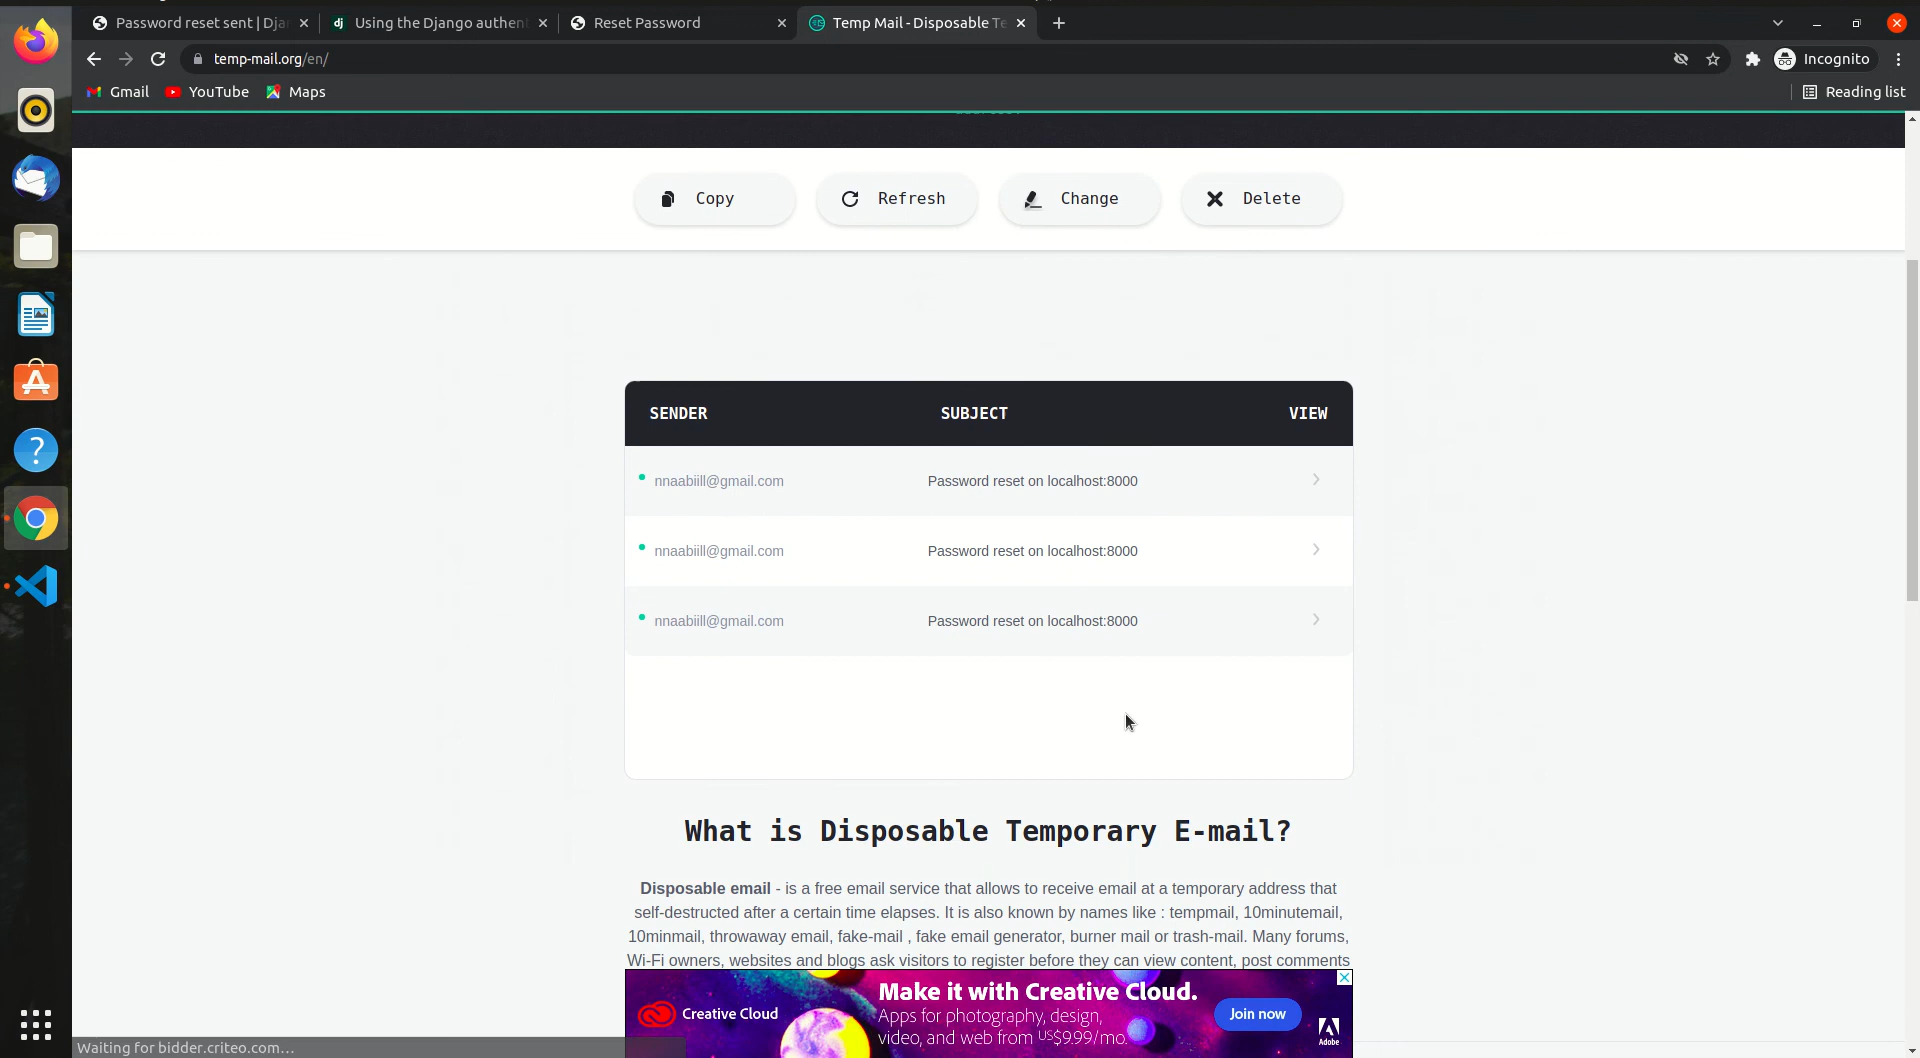 Password reset sent | Dja
Using the Django authent
Reset Password
Temp Mail - Disposable Te
temp-mail.org/en/
Incognito
Gmail
YouTube
Maps
Reading list
Copy
Refresh
Change
Delete
SENDER SUBJECT VIEW
nnaabiill@gmail.com Password reset on localhost:8000
nnaabiill@gmail.com Password reset on localhost:8000
nnaabiill@gmail.com Password reset on localhost:8000
What is Disposable Temporary E-mail?
Disposable email - is a free email service that allows to receive email at a temporary address that
self-destructed after a certain time elapses. It is also known by names like : tempmail, 10minutemail,
10minmail, throwaway email, fake-mail , fake email generator, burner mail or trash-mail. Many forums,
Wi-Fi owners, websites and blogs ask visitors to register before they can view content, post comments
Creative Cloud
Make it with Creative Cloud.
Apps for photography, design,
video, and web from US$9.99/mo.
Join now
Adobe
Waiting for bidder.criteo.com...